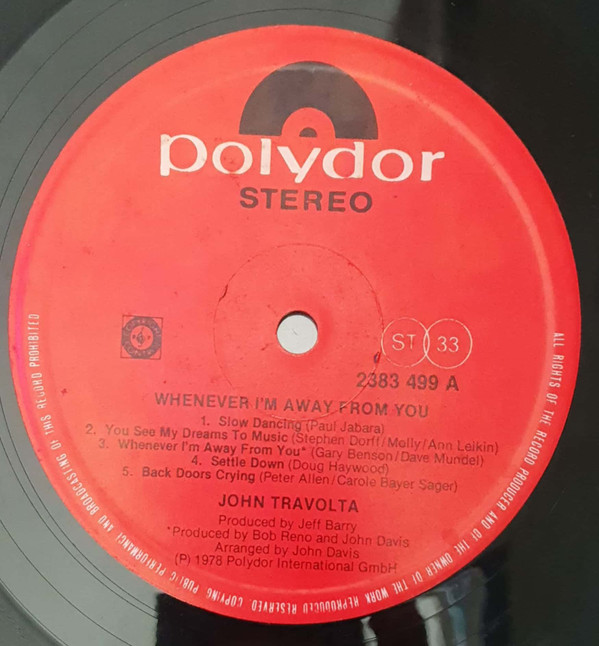 polydor
STEREO
ST 33
2383 499 A
WHENEVER I'M AWAY FROM YOU
1. Slow Dancing (Paul Jabara)
2. You See My Dreams To Music (Stephen Dorff/Molly/Ann Leikin)
3. Whenever I'm Away From You* (Gary Benson/Dave Mundel)
4. Settle Down (Doug Haywood)
5. Back Doors Crying (Peter Allen/Carole Bayer Sager)
JOHN TRAVOLTA
Produced by Jeff Barry
*Produced by Bob Reno and John Davis
Arranged by John Davis
(P) 1978 Polydor International GmbH
ALL RIGHTS OF THE RECORD PRODUCER AND OF THE OWNER OF THE WORK REPRODUCED RESERVED COPYING PUBLIC PERFORMANCE AND BROADCASTING OF THIS RECORD PROHIBITED